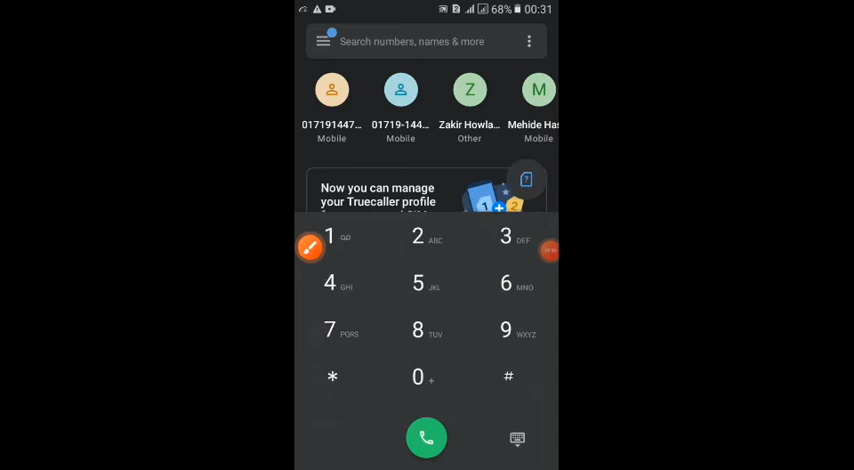 68% 00:31
Search numbers, names & more
Z M
017191447... 01719-144... Zakir Howla... Mehide Has
Mobile Mobile Other Mobile
Now you can manage
your Truecaller profile
1 2 ABC 3 DEF
4 GHI 5 JKL 6 MNO
7 PQRS 8 TUV 9 WXYZ
* 0 + #